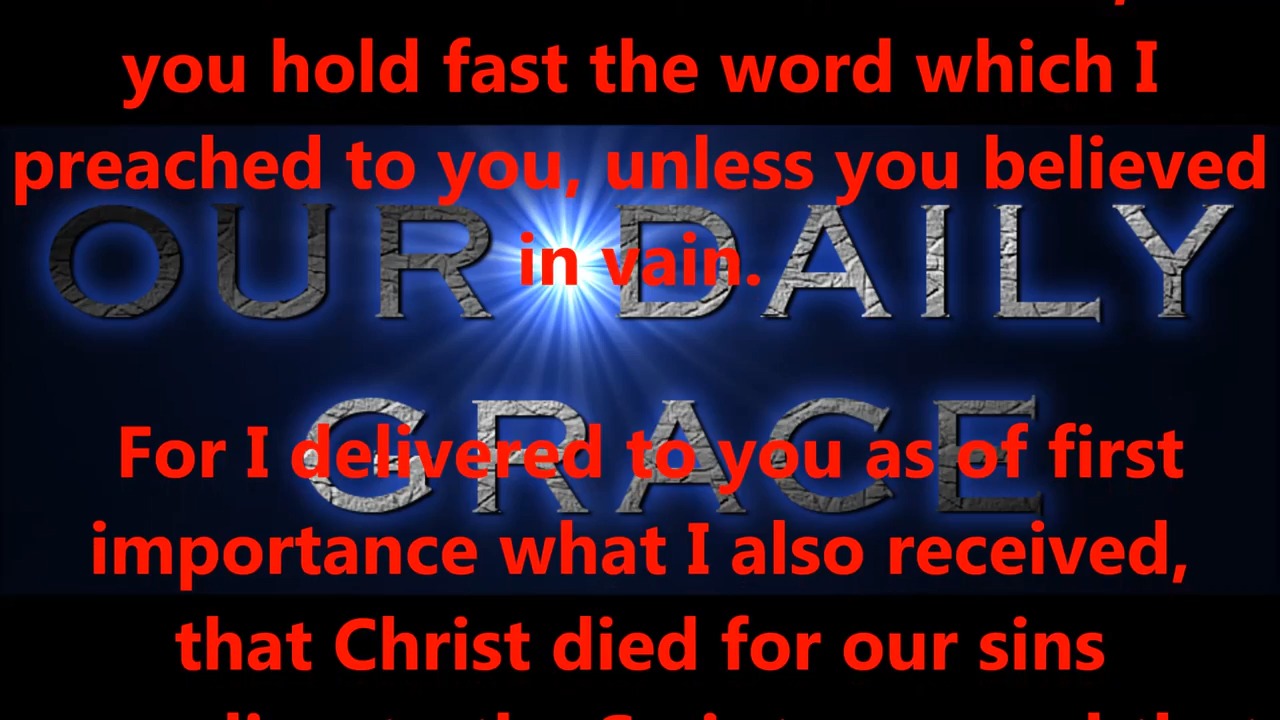 you hold fast the word which I
preached to you, unless you believed
OUR DAILY
in vain.
GRACE
For I delivered to you as of first
importance what I also received,
that Christ died for our sins